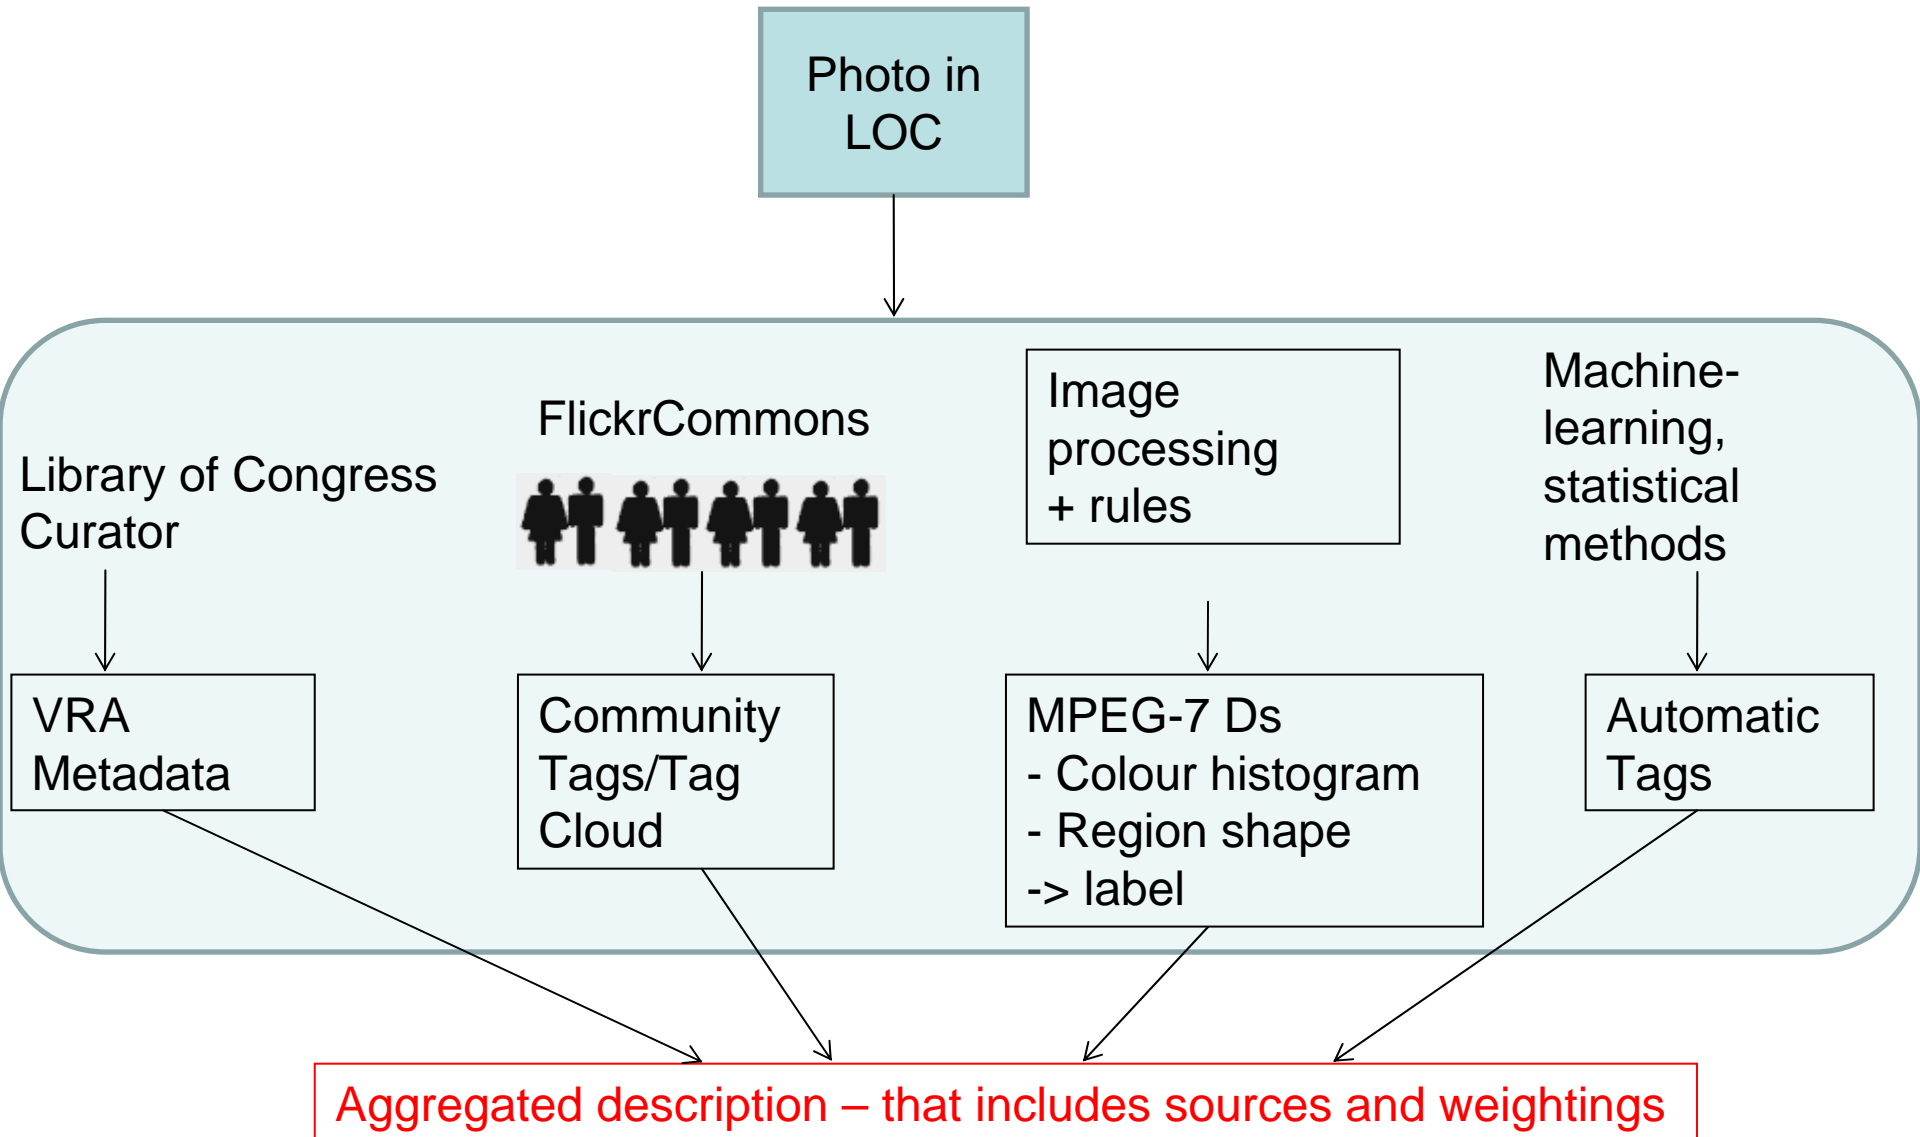 Photo in
LOC
Library of Congress
Curator
FlickrCommons
Image
processing
+ rules
Machine-
learning,
statistical
methods
VRA
Metadata
Community
Tags/Tag
Cloud
MPEG-7 Ds
- Colour histogram
- Region shape
-> label
Automatic
Tags
Aggregated description – that includes sources and weightings